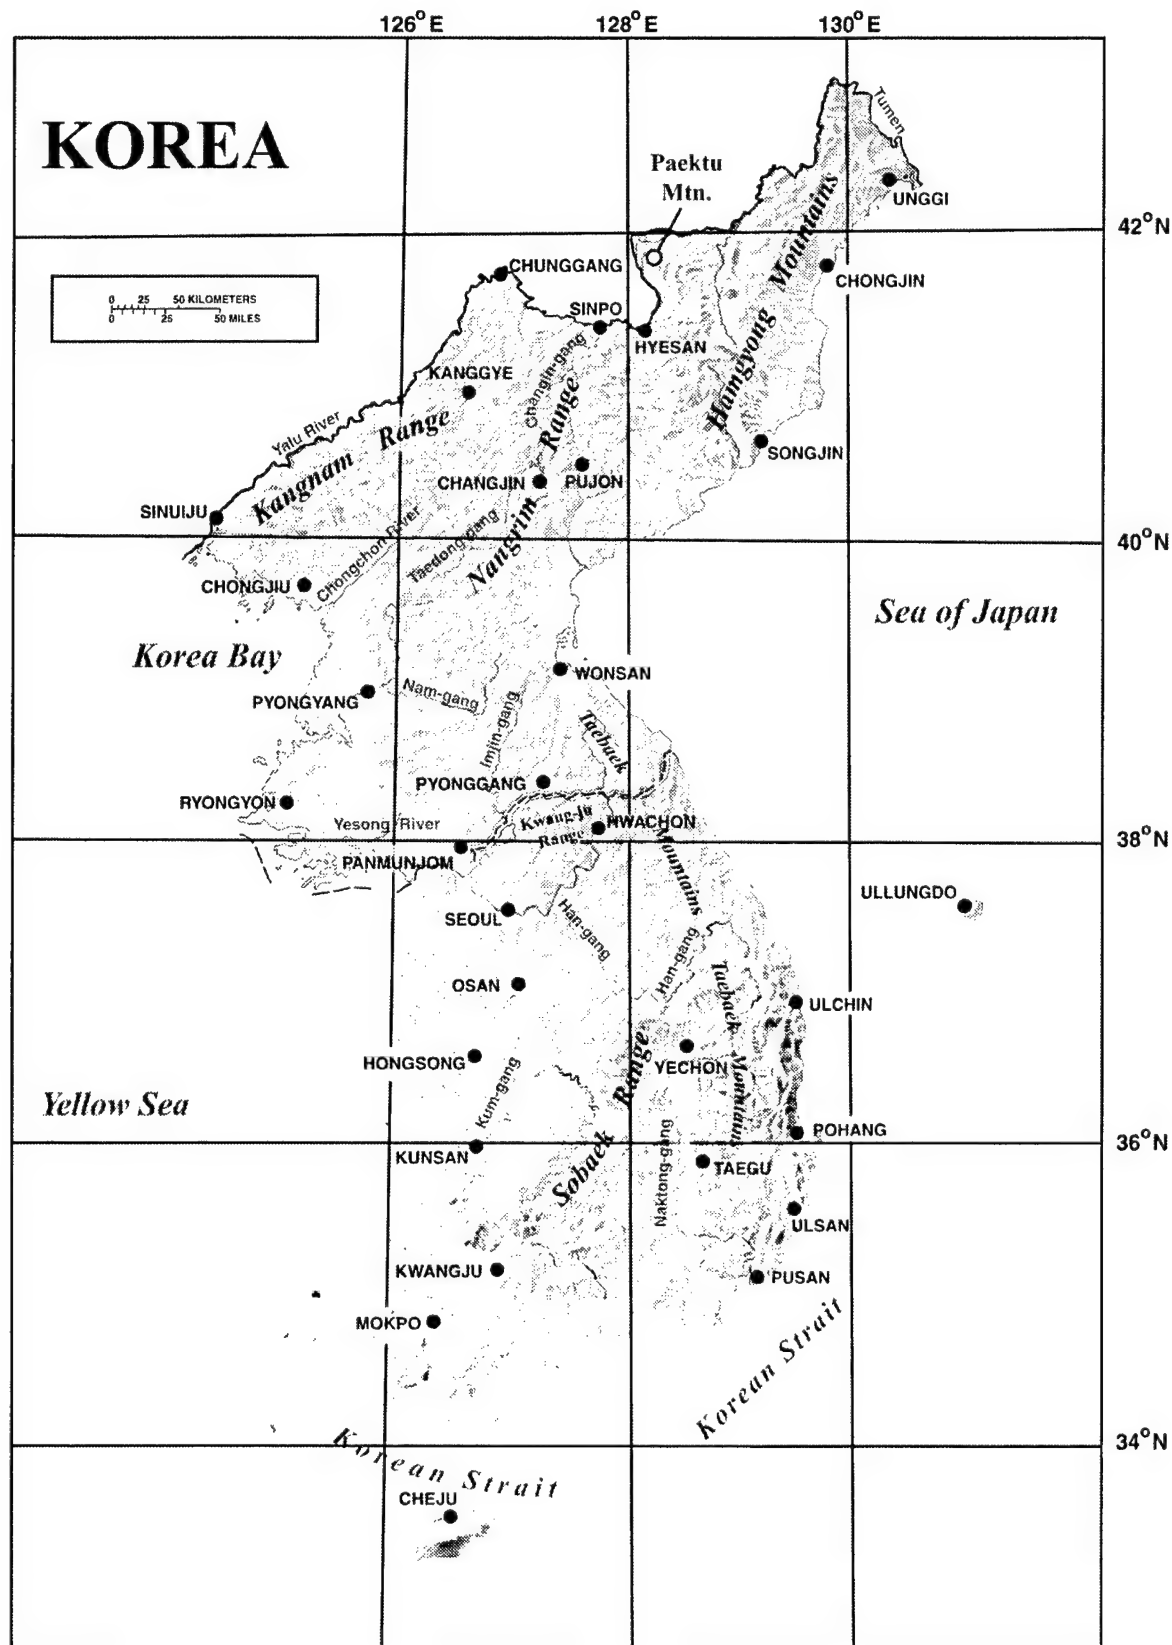 126°E 128°E 130°E
KOREA
Tumen
Paektu
Mtn.
UNGGI
42°N
Hamgyong Mountains
CHUNGGANG
CHONGJIN
0 25 50 KILOMETERS
0 25 50 MILES
SINPO
HYESAN
Changjin-gang
KANGGYE
Yalu River
Kangnam Range
SONGJIN
CHANGJIN
PUJON
Nangrim Range
SINUIJU
40°N
Chongchon River
Taedong-gang
CHONGJIU
Sea of Japan
Korea Bay
WONSAN
Nam-gang
PYONGYANG
Imjin-gang
Taebaek
Mountains
PYONGGANG
RYONGYON
Kwang-Ju
Range
HWACHON
Yesong River
38°N
PANMUNJOM
ULLUNGDO
SEOUL
Han-gang
Han-gang
OSAN
Taebaek Mountains
ULCHIN
HONGSONG
YECHON
Sobaek Range
Kum-gang
Yellow Sea
POHANG
36°N
KUNSAN
TAEGU
Naktong-gang
ULSAN
KWANGJU
PUSAN
MOKPO
Korean Strait
34°N
Korean Strait
CHEJU